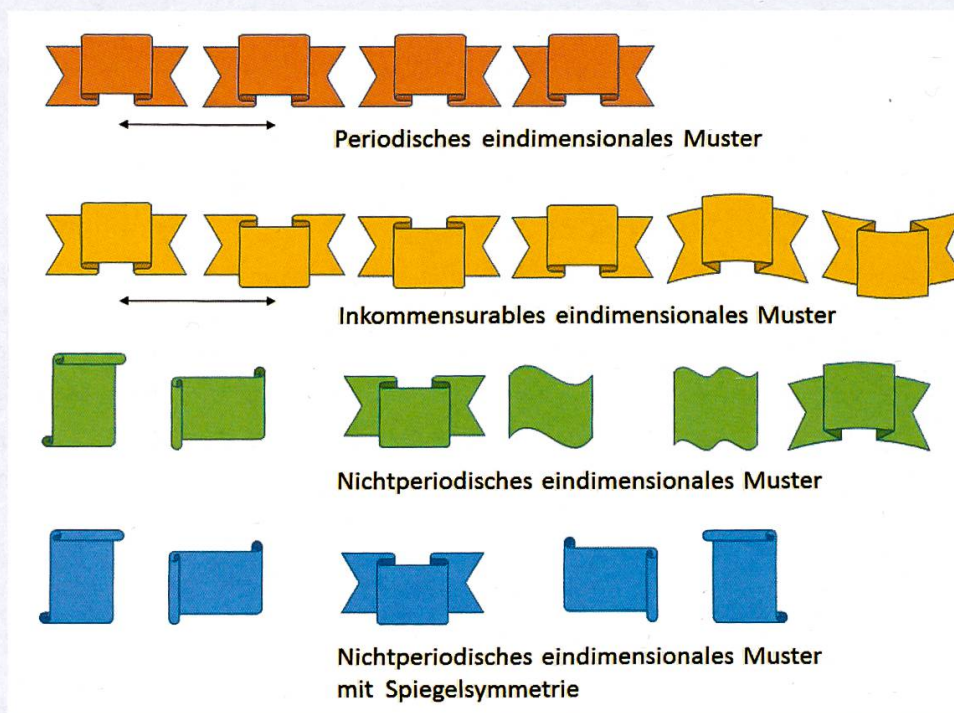 Periodisches eindimensionales Muster
Inkommensurables eindimensionales Muster
Nichtperiodisches eindimensionales Muster
Nichtperiodisches eindimensionales Muster
mit Spiegelsymmetrie